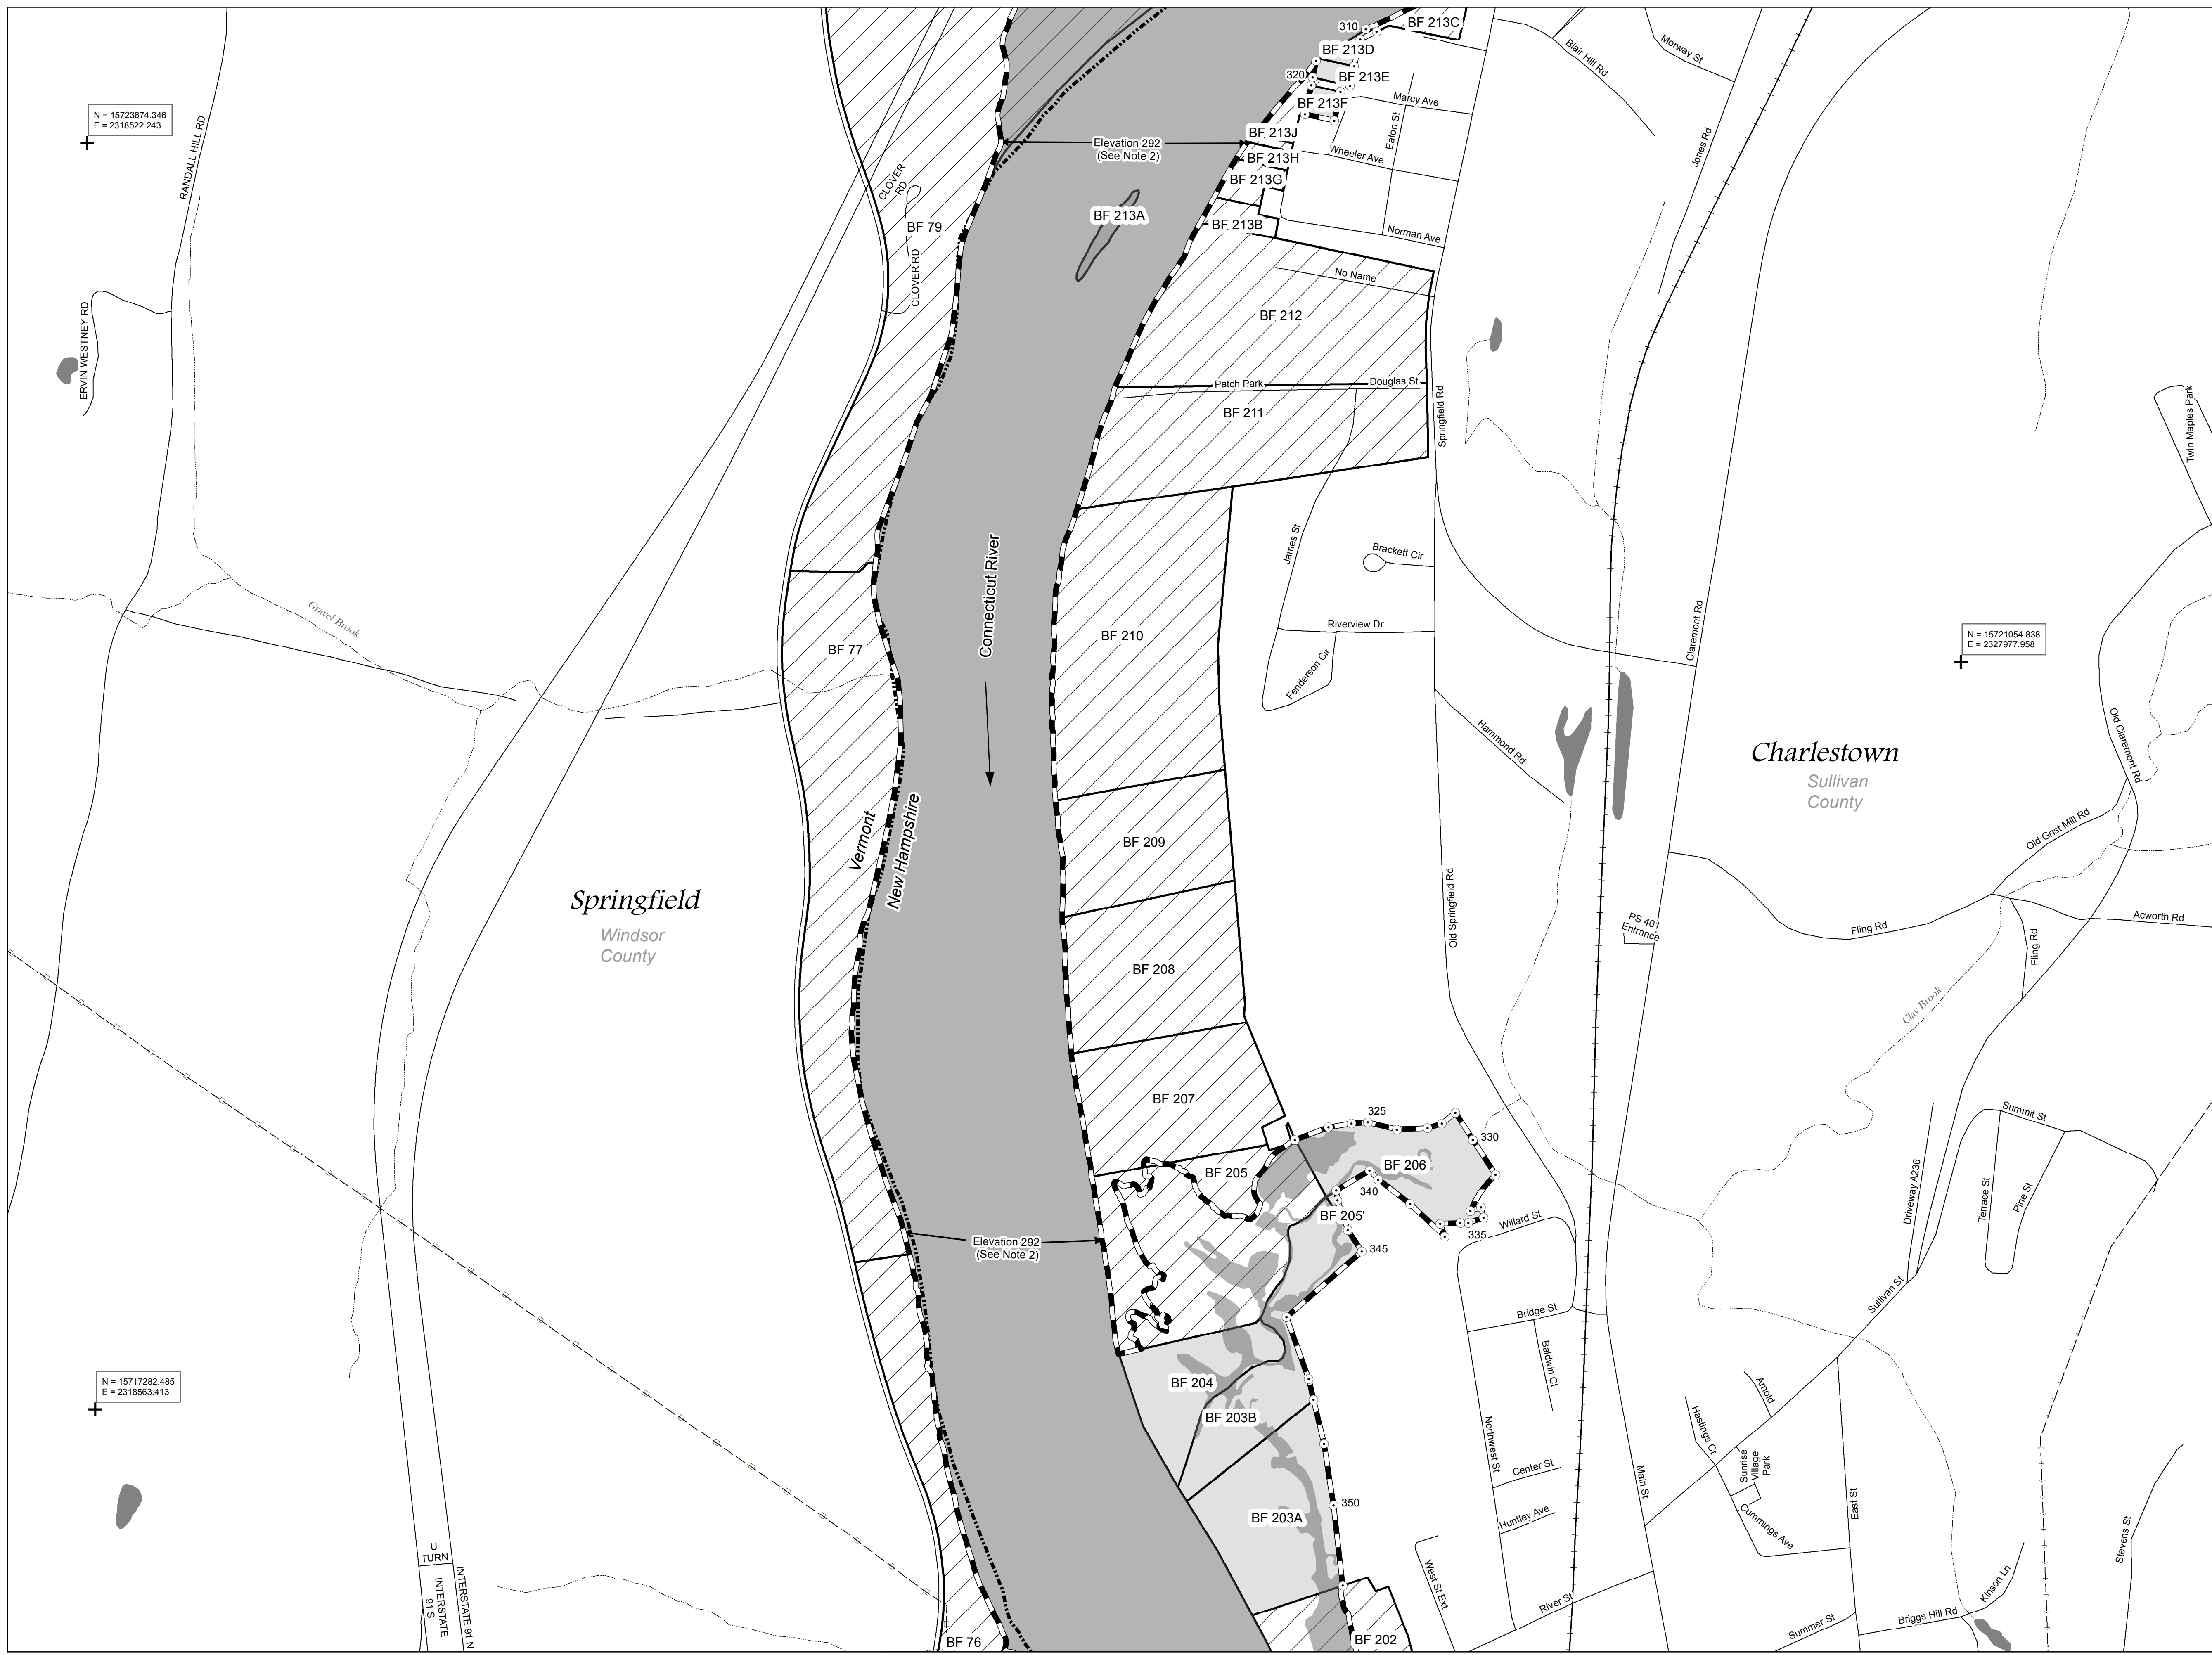 310
BF 213C
BF 213D
320
BF 213E
BF 213F
Marcy Ave
Eaton St
BF 213J
Wheeler Ave
BF 213H
BF 213G
BF 213B
Norman Ave
Blair Hill Rd
Morway St
Jones Rd
N = 15723674.346
E = 2318522.243
RANDALL HILL RD
ERVIN WESTNEY RD
CLOVER
RD
CLOVER RD
BF 79
Elevation 292
(See Note 2)
BF 213A
No Name
BF 212
Patch Park
Douglas St
BF 211
Springfield Rd
Twin Maples Park
James St
Brackett Cir
Connecticut River
Gravel Brook
BF 77
BF 210
Riverview Dr
Fenderson Cir
Claremont Rd
N = 15721054.838
E = 2327977.958
Hammond Rd
Charlestown
Sullivan
County
Old Claremont Rd
Old Grist Mill Rd
Vermont
New Hampshire
BF 209
Springfield
Windsor
County
Old Springfield Rd
PS 401
Entrance
Fling Rd
Fling Rd
Acworth Rd
BF 208
Clay Brook
BF 207
325
330
BF 206
BF 205
340
BF 205'
335
345
Willard St
Summit St
Driveway A236
Terrace St
Pine St
Elevation 292
(See Note 2)
Sullivan St
Bridge St
Baldwin Ct
N = 15717282.485
E = 2318563.413
BF 204
BF 203B
Arnold
Hastings Ct
Sunrise
Village
Park
Cummings Ave
Northwest St
Center St
Main St
East St
350
BF 203A
Huntley Ave
Stevens St
U
TURN
INTERSTATE
91 S
INTERSTATE 91 N
West St Ext
River St
Kinson Ln
Briggs Hill Rd
Summer St
BF 76
BF 202